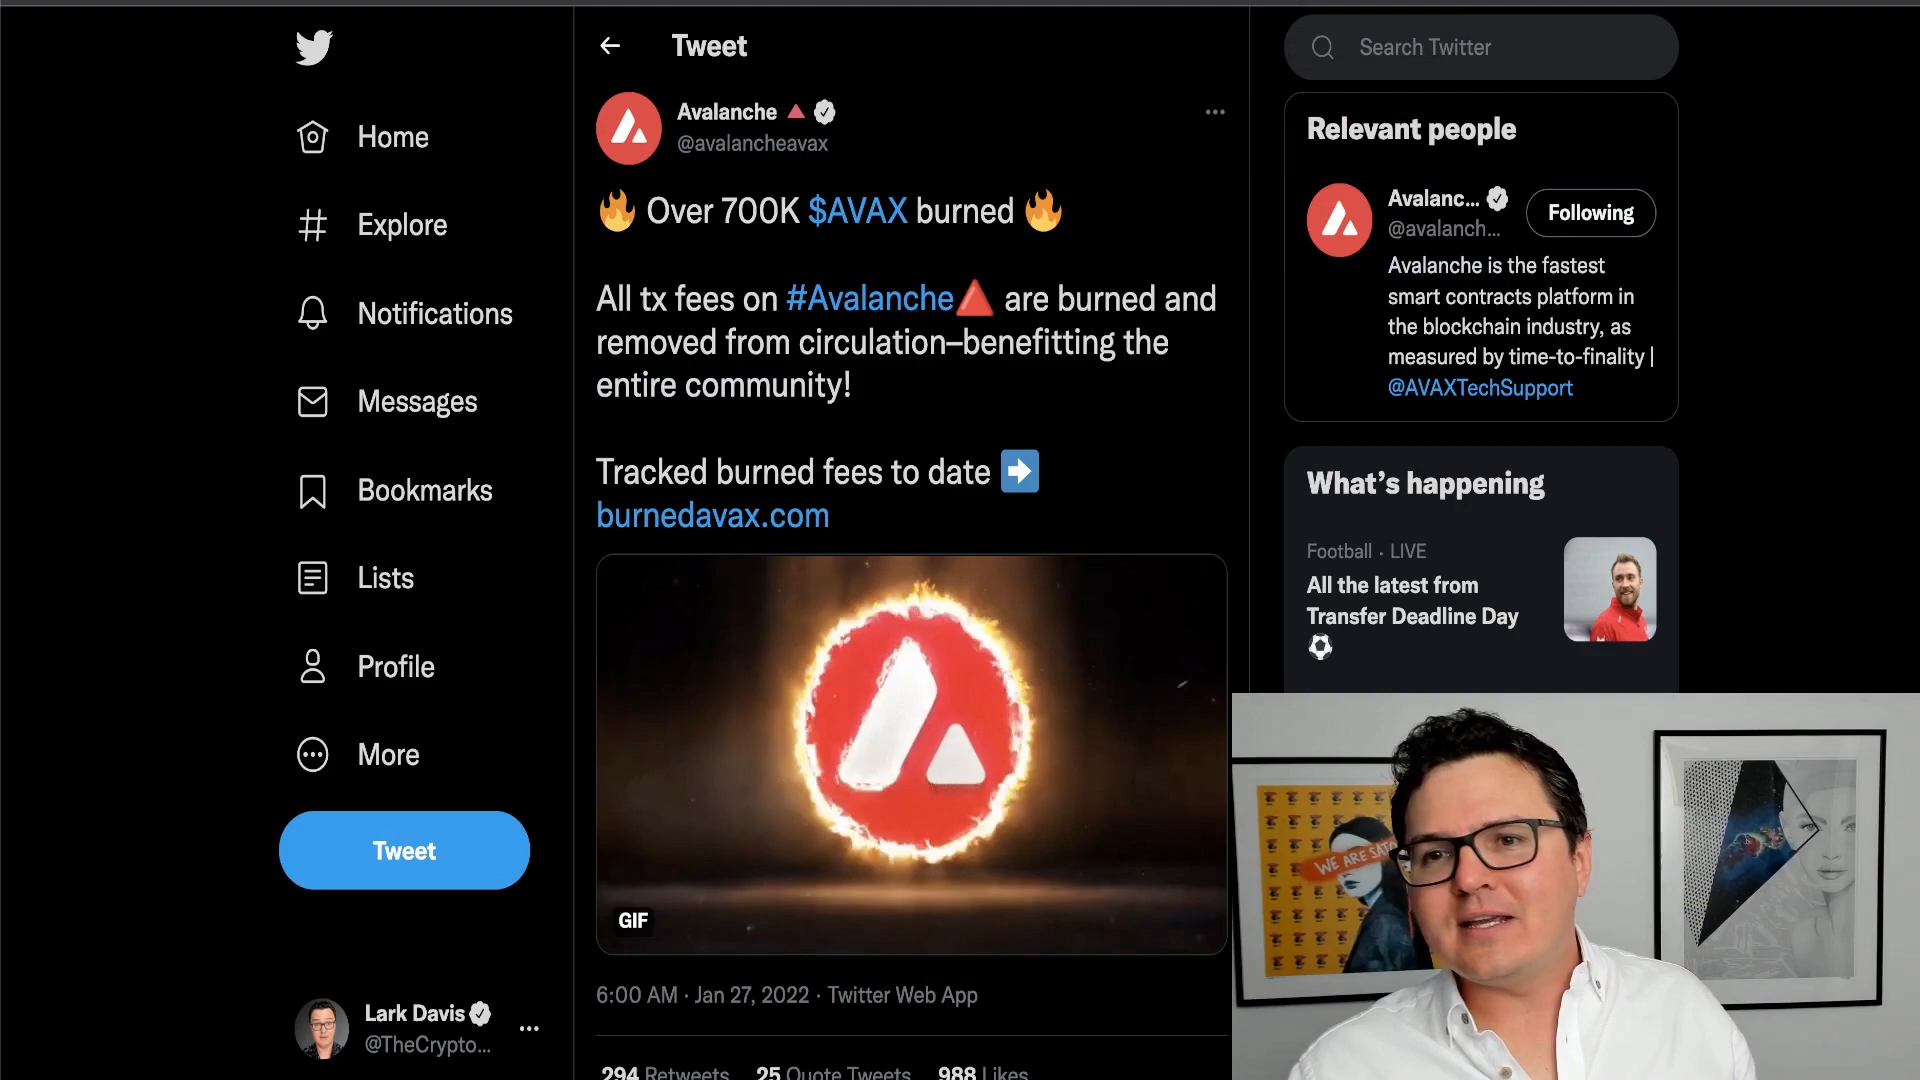 Home
Explore
Notifications
Messages
Bookmarks
Lists
Profile
More
Tweet
Lark Davis
@TheCrypto...
Tweet
Avalanche
@avalancheavax
🔥 Over 700K $AVAX burned 🔥
All tx fees on #Avalanche🔺 are burned and
removed from circulation–benefitting the
entire community!
Tracked burned fees to date ➡️
burnedavax.com
GIF
6:00 AM · Jan 27, 2022 · Twitter Web App
294 Retweets 25 Quote Tweets 988 Likes
Search Twitter
Relevant people
Avalanc...
@avalanch...
Following
Avalanche is the fastest
smart contracts platform in
the blockchain industry, as
measured by time-to-finality |
@AVAXTechSupport
What's happening
Football · LIVE
All the latest from
Transfer Deadline Day
⚽
WE ARE SATO